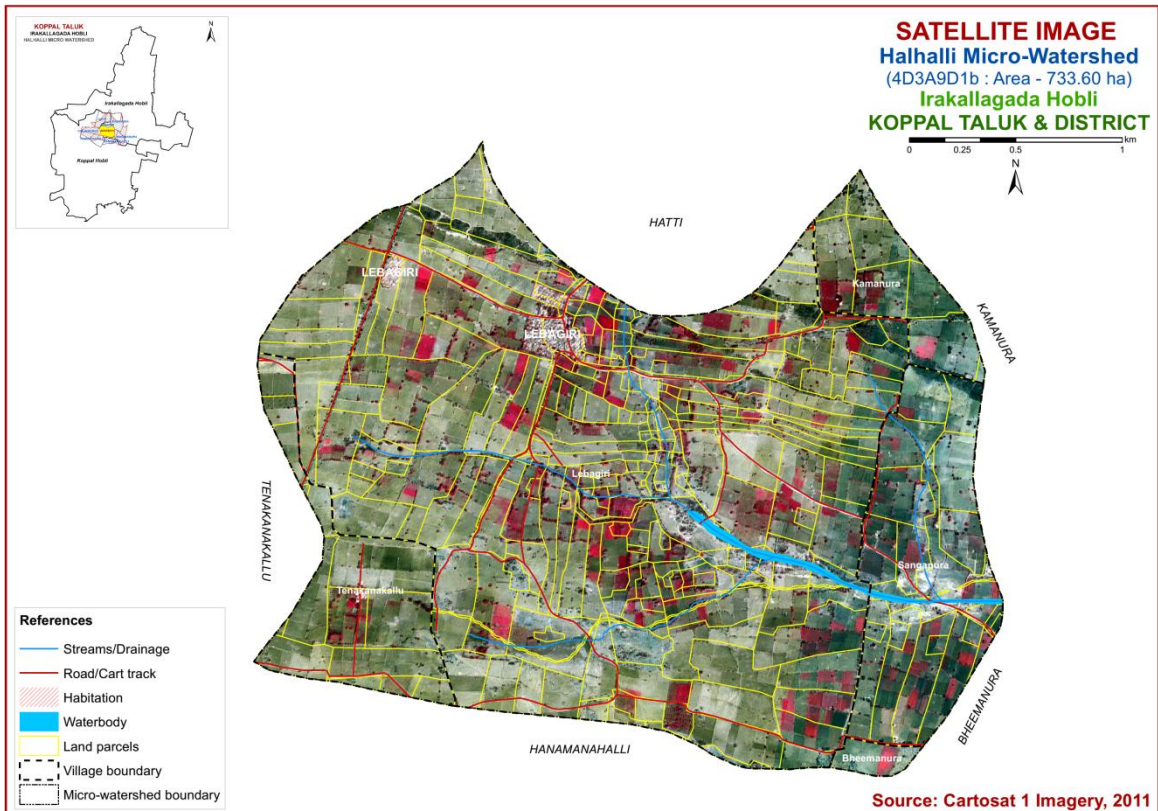 KOPPAL TALUK
IRAKALLAGADA HOBLI
HALHALLI MICRO WATERSHED
N
Irakallagada Hobli
Koppal Hobli
SATELLITE IMAGE
Halhalli Micro-Watershed
(4D3A9D1b : Area - 733.60 ha)
Irakallagada Hobli
KOPPAL TALUK & DISTRICT
km
0 0.25 0.5 1
N
HATTI
LEBAGIRI
Kamanura
KAMANURA
LEBAGIRI
Lebagiri
TENAKANAKALLU
Sangapura
Tenakanakallu
BHEEMANURA
HANAMANAHALLI
Bheemanura
References
Streams/Drainage
Road/Cart track
Habitation
Waterbody
Land parcels
Village boundary
Micro-watershed boundary
Source: Cartosat 1 Imagery, 2011